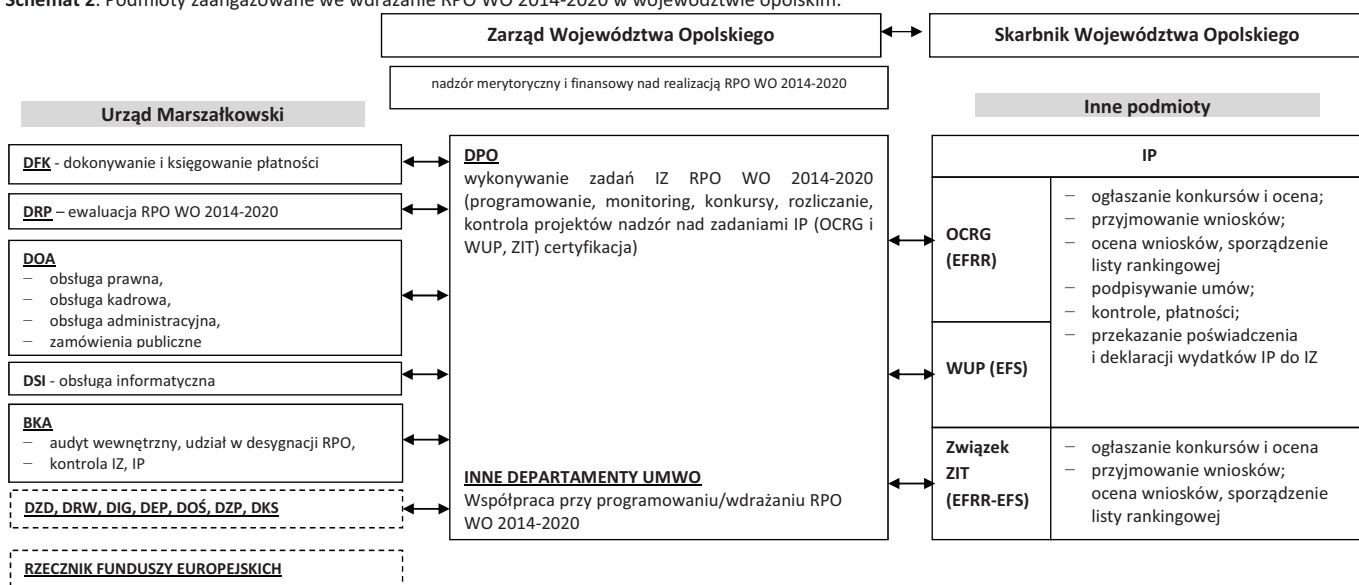 Schemat 2. Podmioty zaangażowane we wdrażanie RPO WO 2014-2020 w województwie opolskim.
Zarząd Województwa Opolskiego
Skarbnik Województwa Opolskiego
nadzór merytoryczny i finansowy nad realizacją RPO WO 2014-2020
Urząd Marszałkowski
Inne podmioty
DFK - dokonywanie i księgowanie płatności
DRP – ewaluacja RPO WO 2014-2020
DOA
– obsługa prawna,
– obsługa kadrowa,
– obsługa administracyjna,
– zamówienia publiczne
DSI - obsługa informatyczna
BKA
– audyt wewnętrzny, udział w desygnacji RPO,
– kontrola IZ, IP
DZD, DRW, DIG, DEP, DOŚ, DZP, DKS
RZECZNIK FUNDUSZY EUROPEJSKICH
DPO
wykonywanie zadań IZ RPO WO 2014-2020
(programowanie, monitoring, konkursy, rozliczanie,
kontrola projektów nadzór nad zadaniami IP (OCRG i
WUP, ZIT) certyfikacja)
INNE DEPARTAMENTY UMWO
Współpraca przy programowaniu/wdrażaniu RPO
WO 2014-2020
IP
OCRG
(EFRR)
– ogłaszanie konkursów i ocena;
– przyjmowanie wniosków;
– ocena wniosków, sporządzenie
listy rankingowej
– podpisywanie umów;
– kontrole, płatności;
– przekazanie poświadczenia
i deklaracji wydatków IP do IZ
WUP (EFS)
Związek
ZIT
(EFRR-EFS)
– ogłaszanie konkursów i ocena
– przyjmowanie wniosków;
ocena wniosków, sporządzenie
listy rankingowej